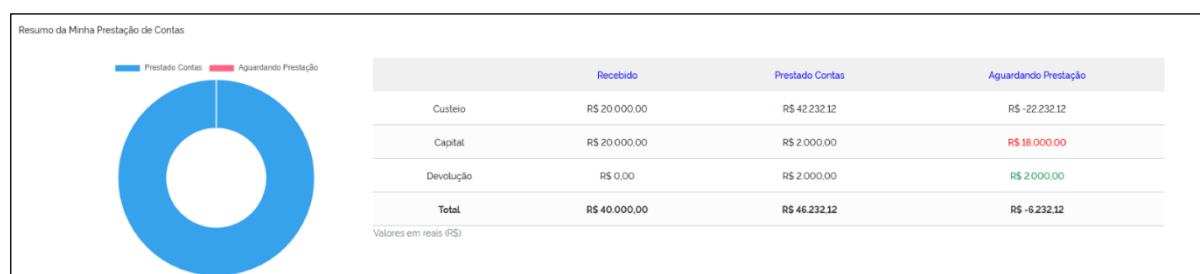 Resumo da Minha Prestação de Contas
Prestado Contas Aguardando Prestação
Recebido Prestado Contas Aguardando Prestação
Custeio R$ 20.000,00 R$ 42.232,12 R$ -22.232,12
Capital R$ 20.000,00 R$ 2.000,00 R$ 18.000,00
Devolução R$ 0,00 R$ 2.000,00 R$ 2.000,00
Total R$ 40.000,00 R$ 46.232,12 R$ -6.232,12
Valores em reais (R$)